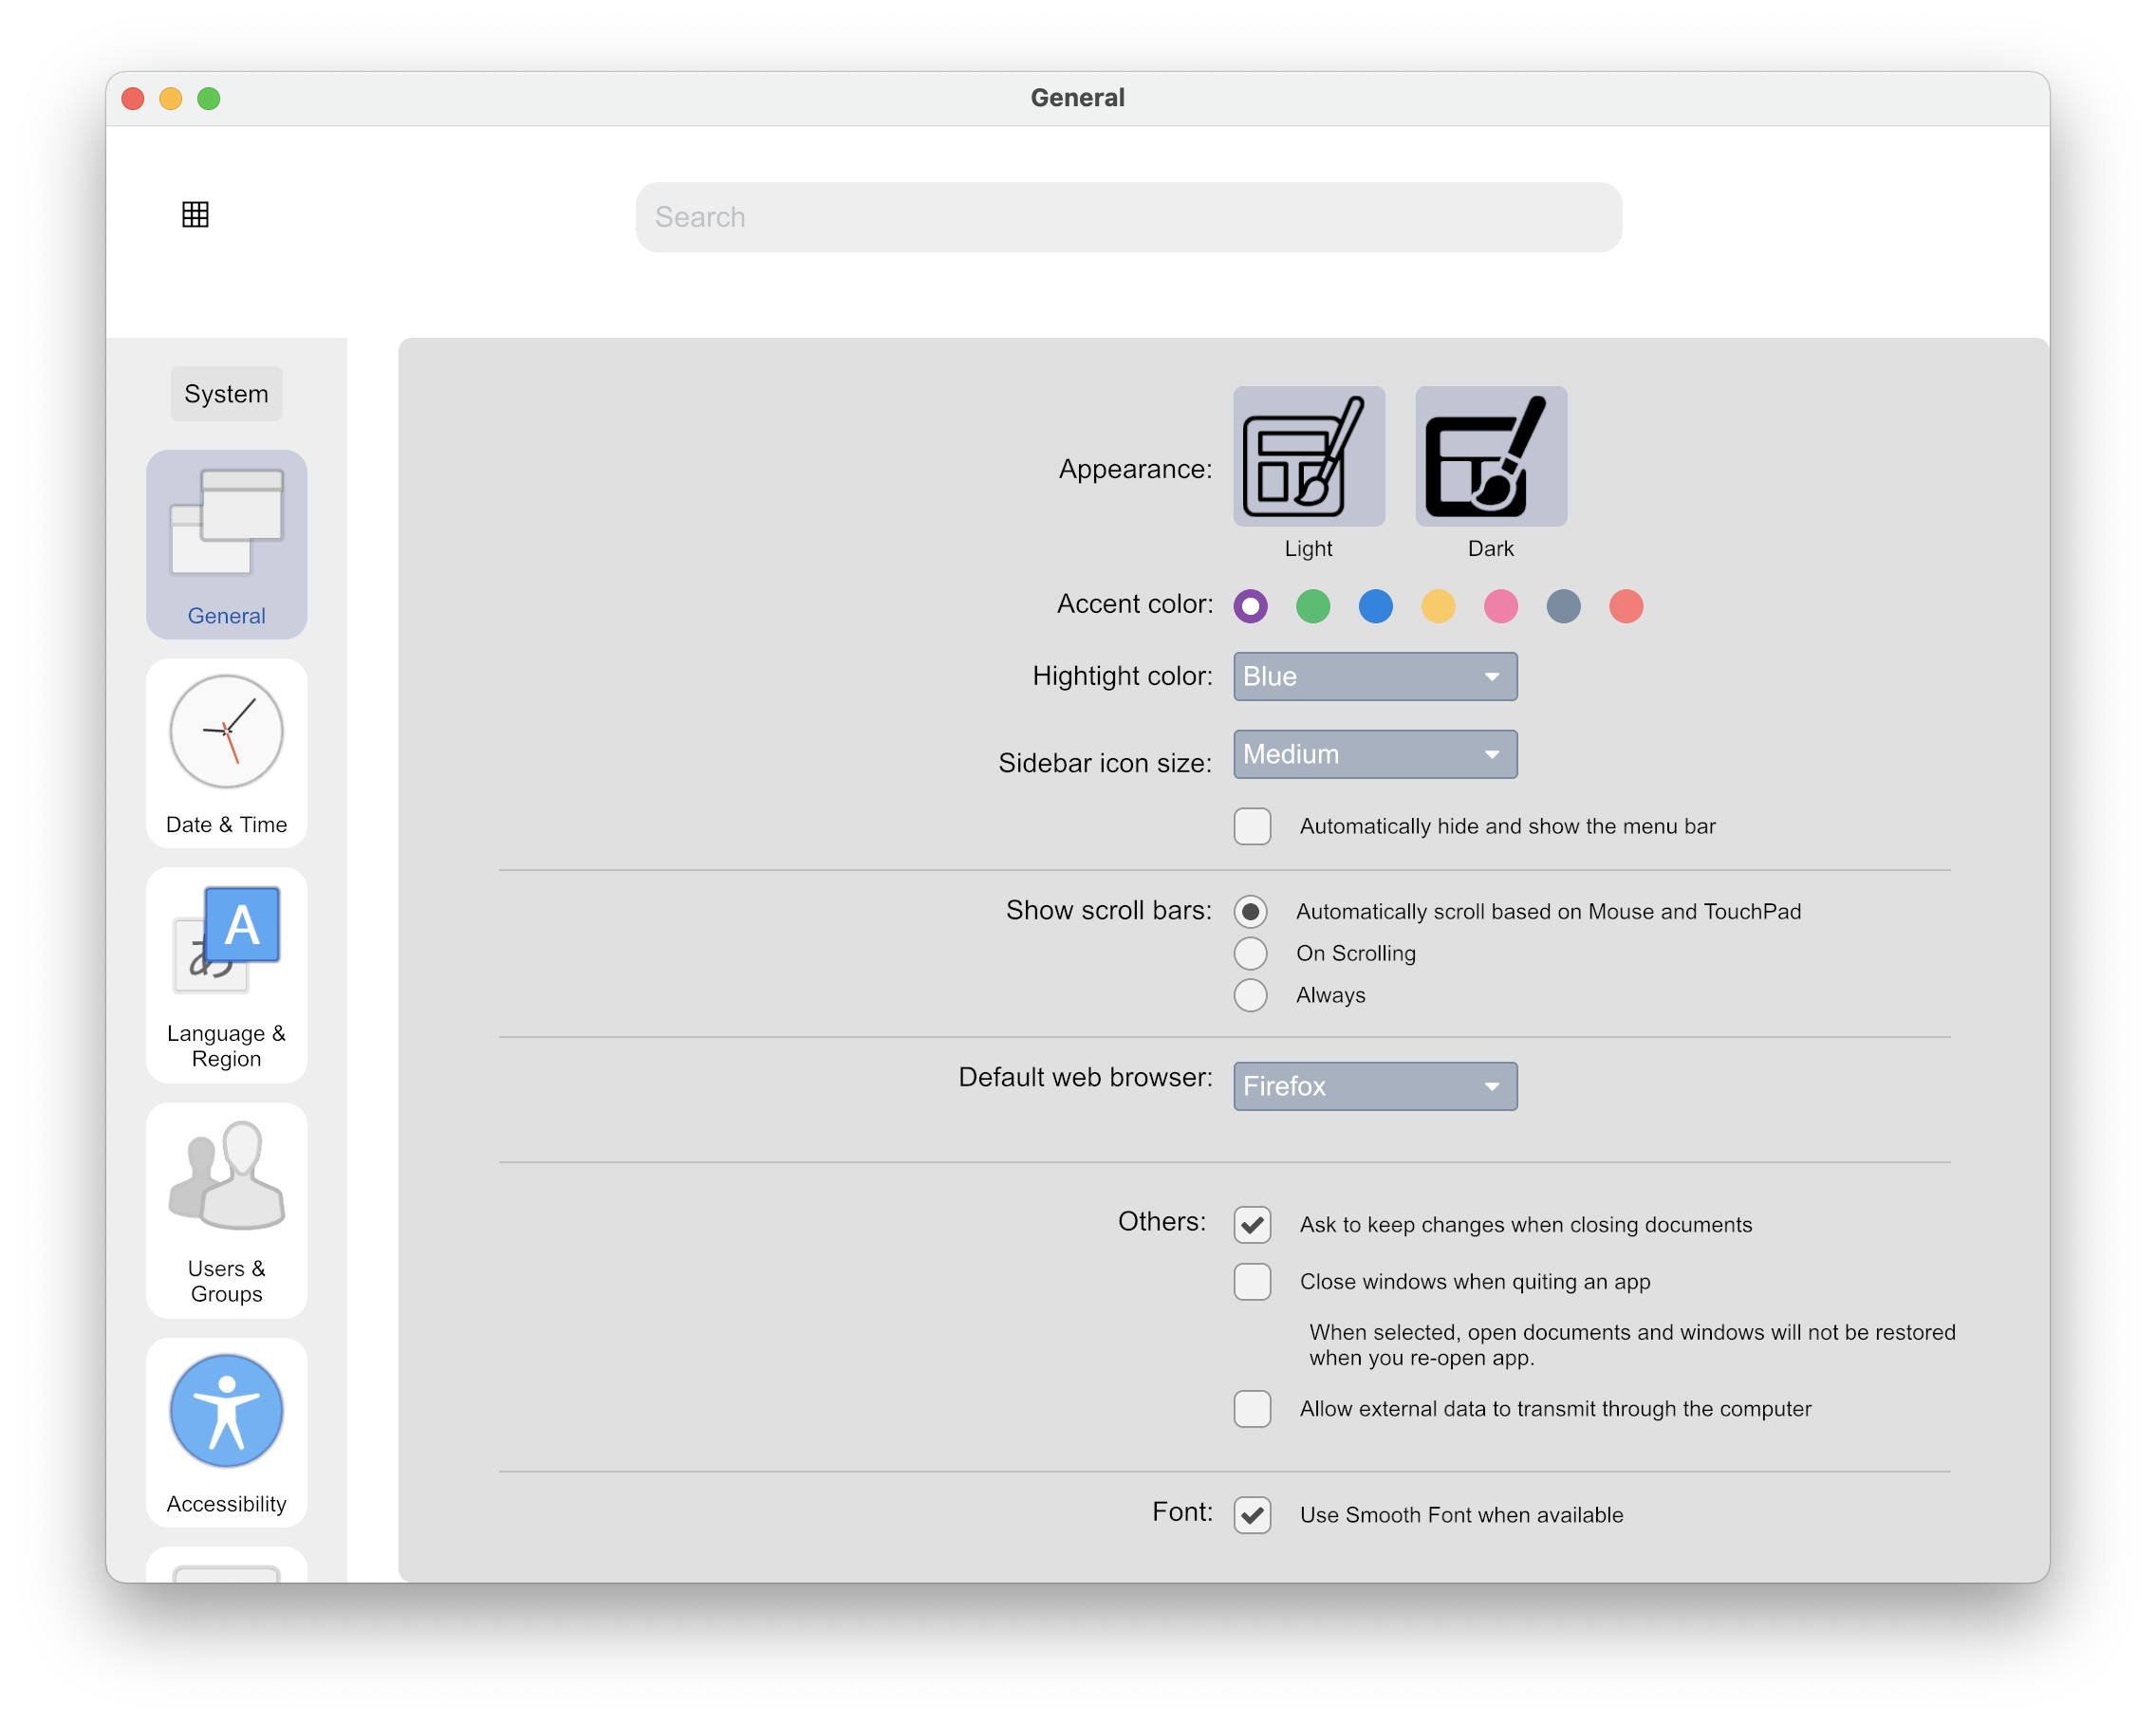 General
Search
System
General
Date & Time
A
あ
Language &
Region
Users &
Groups
Accessibility
Appearance:
Light
Dark
Accent color:
Hightight color:
Blue
Sidebar icon size:
Medium
Automatically hide and show the menu bar
Show scroll bars:
Automatically scroll based on Mouse and TouchPad
On Scrolling
Always
Default web browser:
Firefox
Others:
Ask to keep changes when closing documents
Close windows when quiting an app
When selected, open documents and windows will not be restored
when you re-open app.
Allow external data to transmit through the computer
Font:
Use Smooth Font when available